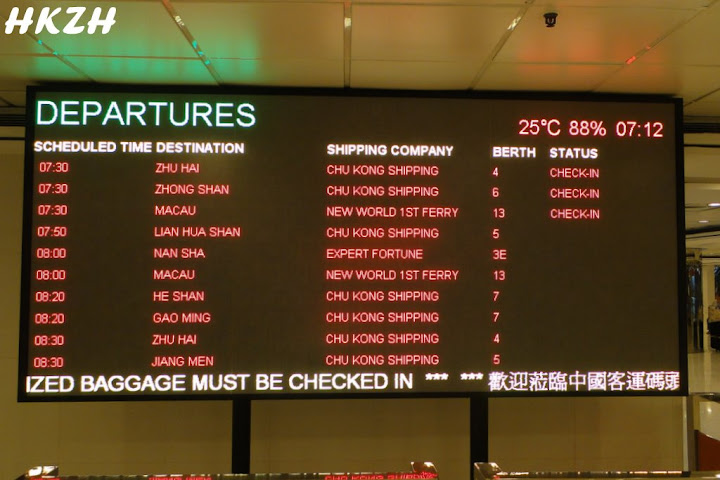 HKZH
DEPARTURES
25°C 88% 07:12
SCHEDULED TIME DESTINATION SHIPPING COMPANY BERTH STATUS
07:30 ZHU HAI CHU KONG SHIPPING 4 CHECK-IN
07:30 ZHONG SHAN CHU KONG SHIPPING 6 CHECK-IN
07:30 MACAU NEW WORLD 1ST FERRY 13 CHECK-IN
07:50 LIAN HUA SHAN CHU KONG SHIPPING 5
08:00 NAN SHA EXPERT FORTUNE 3E
08:00 MACAU NEW WORLD 1ST FERRY 13
08:20 HE SHAN CHU KONG SHIPPING 7
08:20 GAO MING CHU KONG SHIPPING 7
08:30 ZHU HAI CHU KONG SHIPPING 4
08:30 JIANG MEN CHU KONG SHIPPING 5
IZED BAGGAGE MUST BE CHECKED IN *** *** 歡迎蒞臨中國客運碼頭